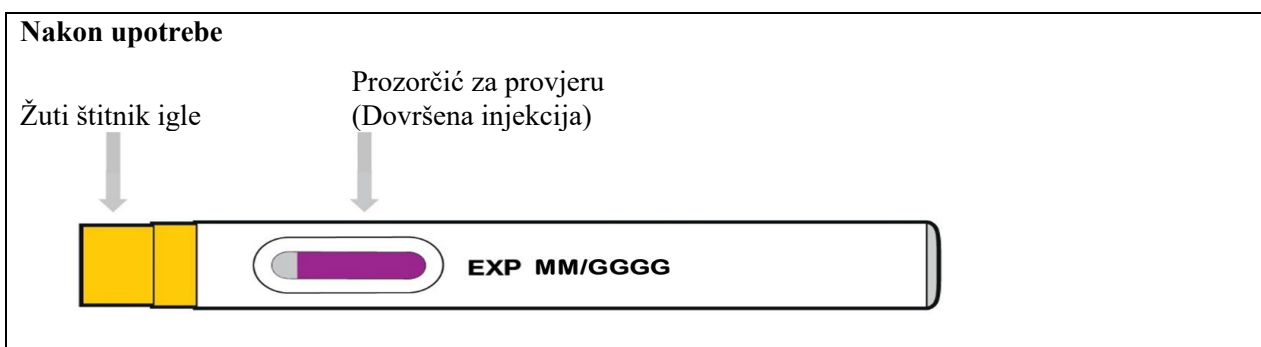 Nakon upotrebe
Žuti štitnik igle
Prozorčić za provjeru
(Dovršena injekcija)
EXP MM/GGGG